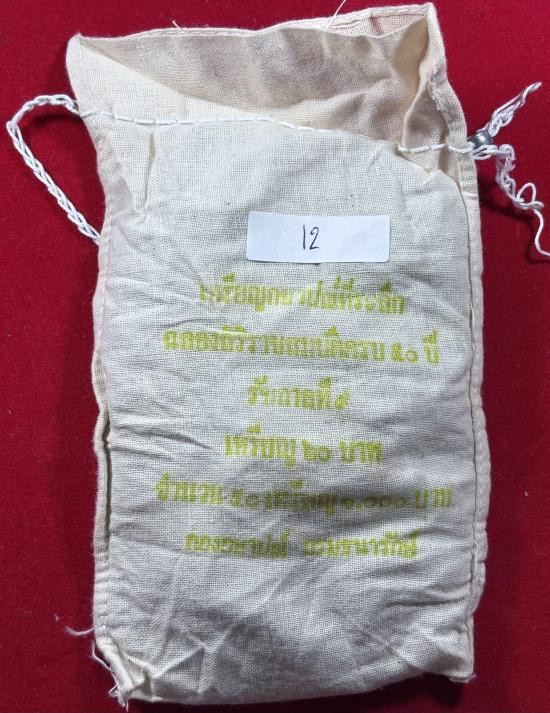 12
เหรียญกษาปณ์ที่ระลึก
ฉลองสิริราชสมบัติครบ ๕๐ ปี
รัชกาลที่ ๙
เหรียญ ๒๐ บาท
จำนวน ๕๐ เหรียญ ๑,๐๐๐ บาท
กองกษาปณ์ กรมธนารักษ์